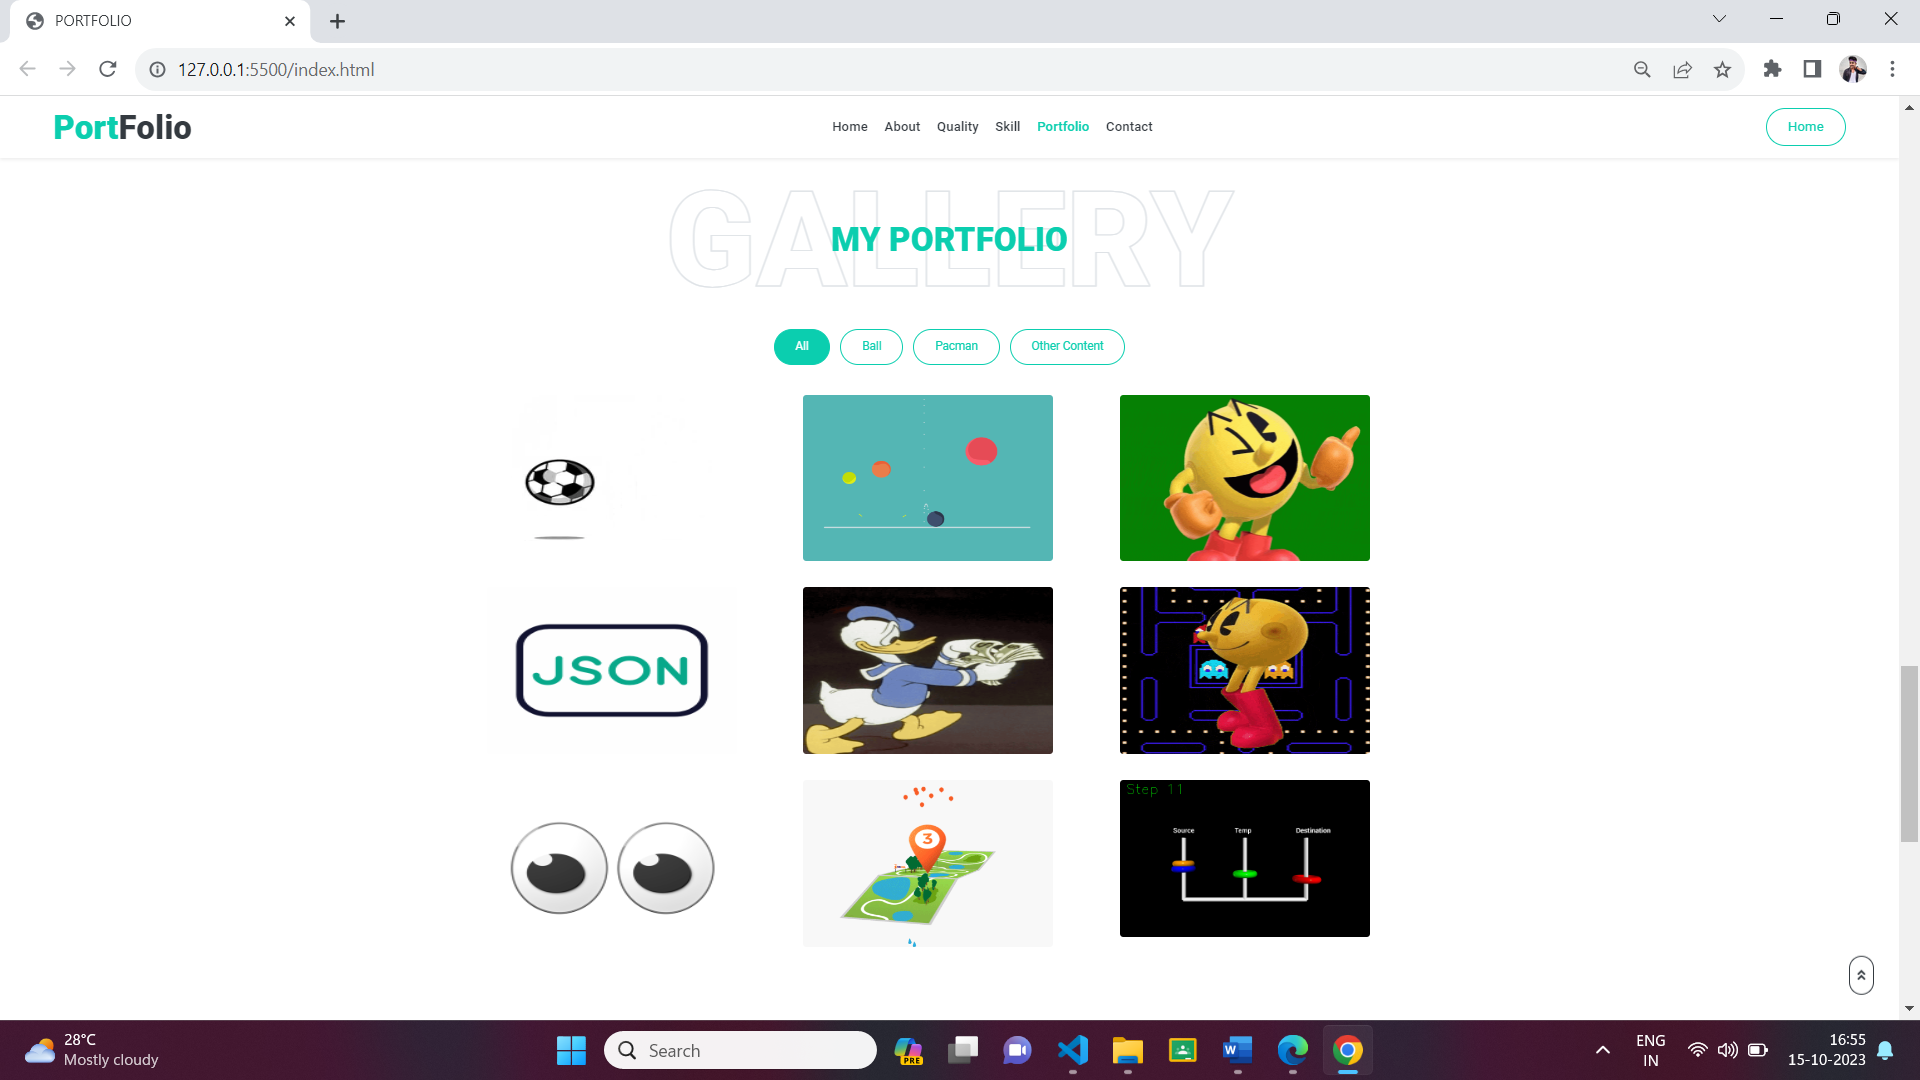 PORTFOLIO
127.0.0.1:5500/index.html
PortFolio
Home About Quality Skill Portfolio Contact
Home
GALLERY
MY PORTFOLIO
All Ball Pacman Other Content
JSON
3
Step 11
Source Temp Destination
28°C
Mostly cloudy
Search
PRE
W
ENG
IN
16:55
15-10-2023